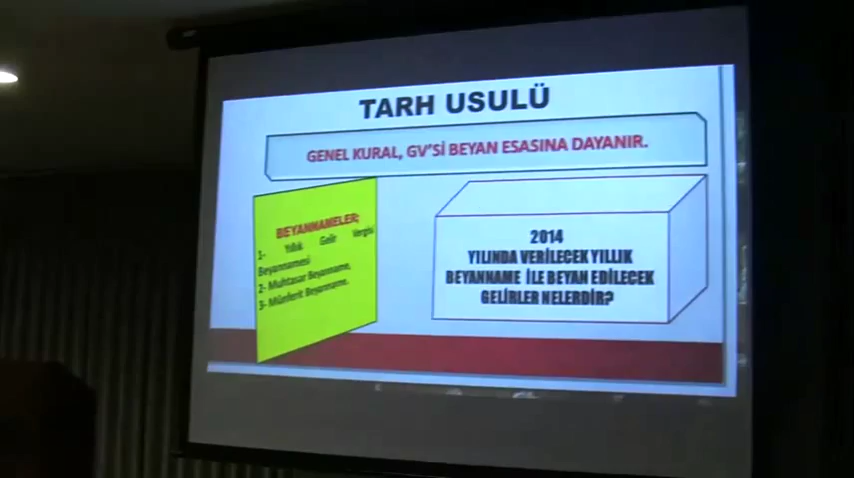 TARH USULÜ
GENEL KURAL, GV'Sİ BEYAN ESASINA DAYANIR.
BEYANNAMELER;
1- Yıllık Gelir Vergisi
Beyannamesi
2- Muhtasar Beyanname,
3- Münferit Beyanname.
2014
YILINDA VERİLECEK YILLIK
BEYANNAME İLE BEYAN EDİLECEK
GELİRLER NELERDİR?